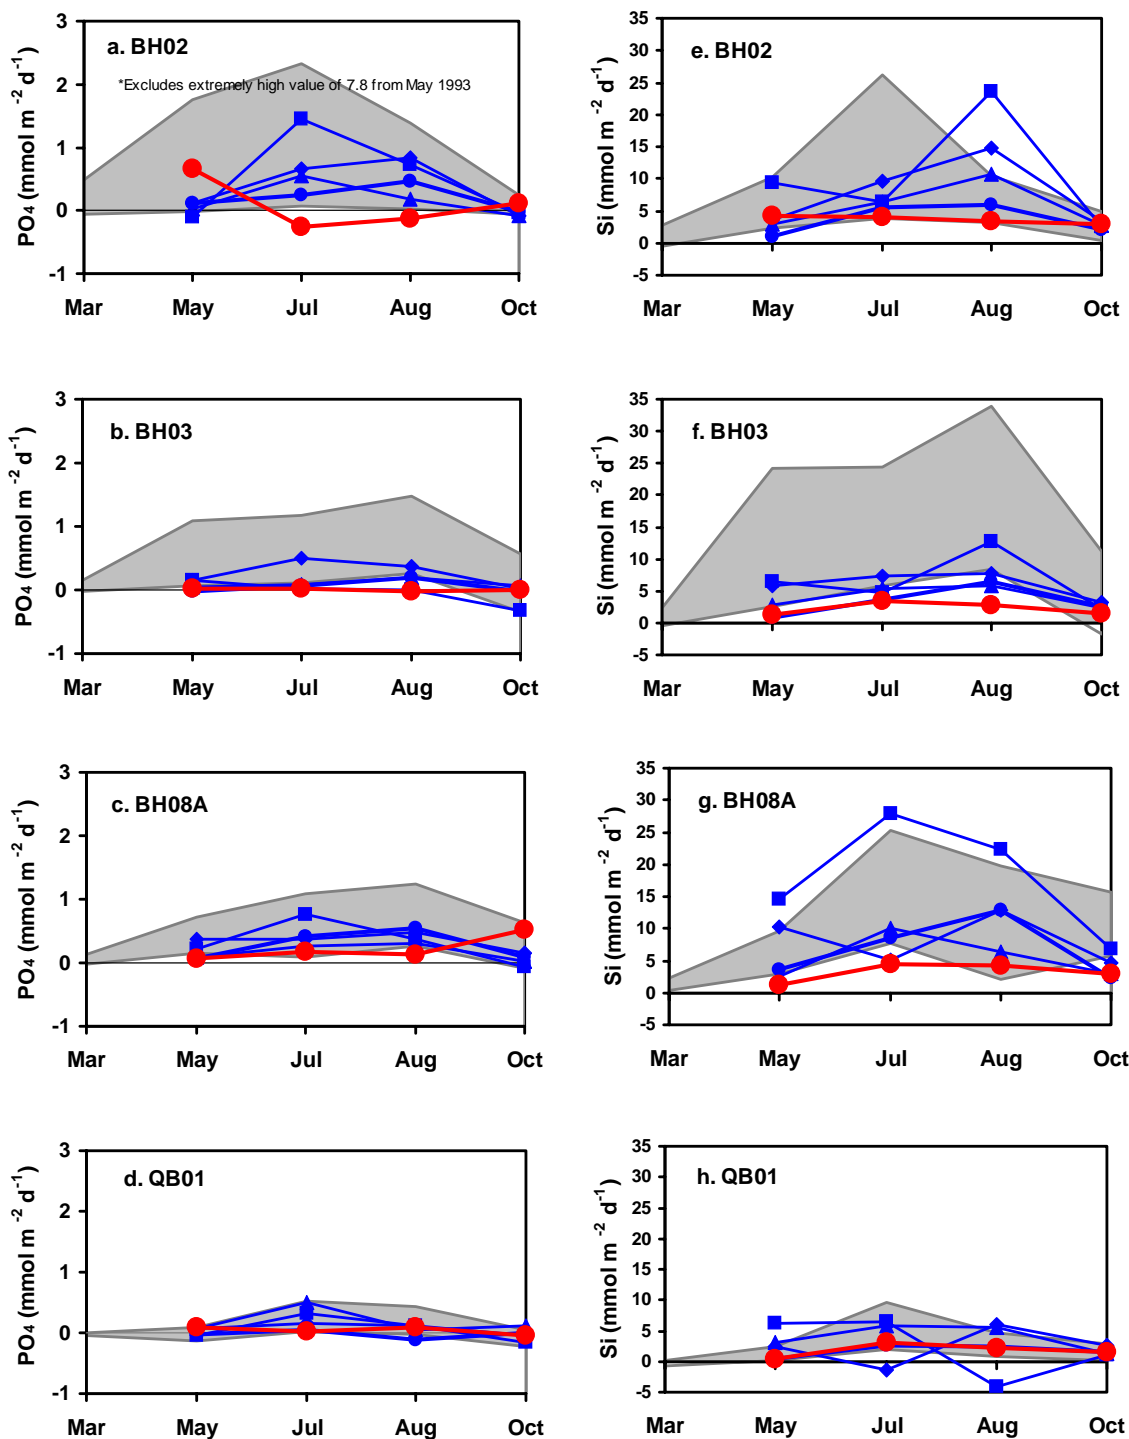 a. BH02
*Excludes extremely high value of 7.8 from May 1993
PO4 (mmol m -2 d-1)
3
2
1
0
-1
Mar May Jul Aug Oct
e. BH02
Si (mmol m -2 d-1)
35
30
25
20
15
10
5
0
-5
Mar May Jul Aug Oct
b. BH03
PO4 (mmol m -2 d-1)
3
2
1
0
-1
Mar May Jul Aug Oct
f. BH03
Si (mmol m -2 d-1)
35
30
25
20
15
10
5
0
-5
Mar May Jul Aug Oct
c. BH08A
PO4 (mmol m -2 d-1)
3
2
1
0
-1
Mar May Jul Aug Oct
g. BH08A
Si (mmol m -2 d-1)
35
30
25
20
15
10
5
0
-5
Mar May Jul Aug Oct
d. QB01
PO4 (mmol m -2 d-1)
3
2
1
0
-1
Mar May Jul Aug Oct
h. QB01
Si (mmol m -2 d-1)
35
30
25
20
15
10
5
0
-5
Mar May Jul Aug Oct